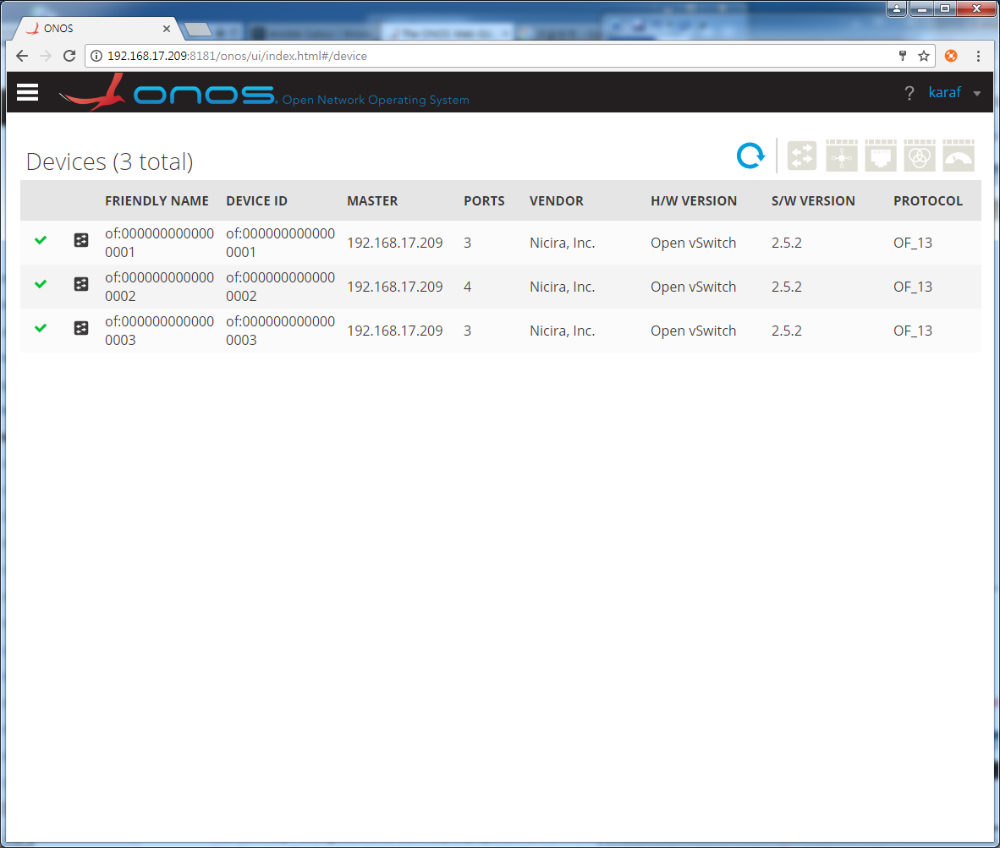 ONOS
192.168.17.209:8181/onos/ui/index.html#/device
onos Open Network Operating System ? karaf
Devices (3 total)
FRIENDLY NAME DEVICE ID MASTER PORTS VENDOR H/W VERSION S/W VERSION PROTOCOL
of:0000000000000001 of:0000000000000001 192.168.17.209 3 Nicira, Inc. Open vSwitch 2.5.2 OF_13
of:0000000000000002 of:0000000000000002 192.168.17.209 4 Nicira, Inc. Open vSwitch 2.5.2 OF_13
of:0000000000000003 of:0000000000000003 192.168.17.209 3 Nicira, Inc. Open vSwitch 2.5.2 OF_13